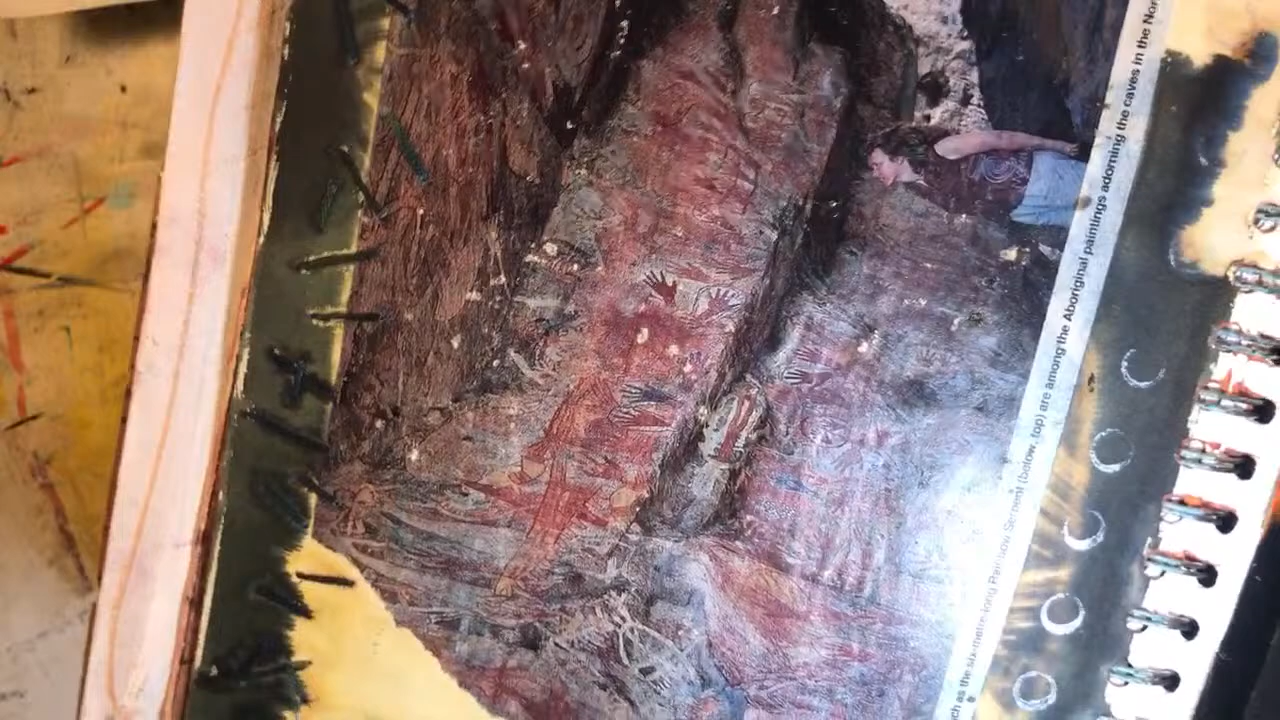 ch as the six-metre-long Rainbow Serpent (below, top) are among the Aboriginal paintings adorning the caves in the Nor